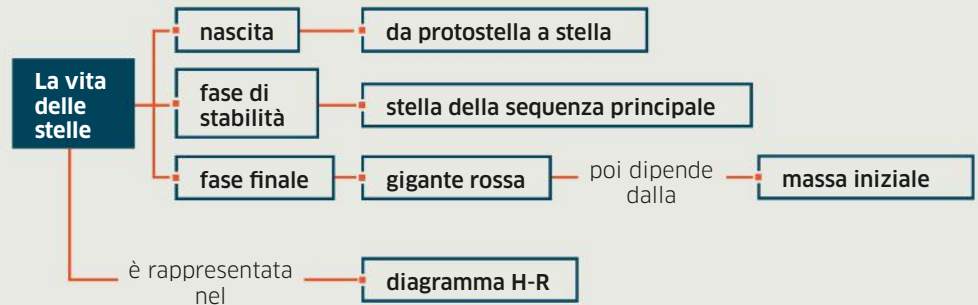 La vita
delle
stelle
nascita
da protostella a stella
fase di
stabilità
stella della sequenza principale
fase finale
gigante rossa
poi dipende
dalla
massa iniziale
è rappresentata
nel
diagramma H-R